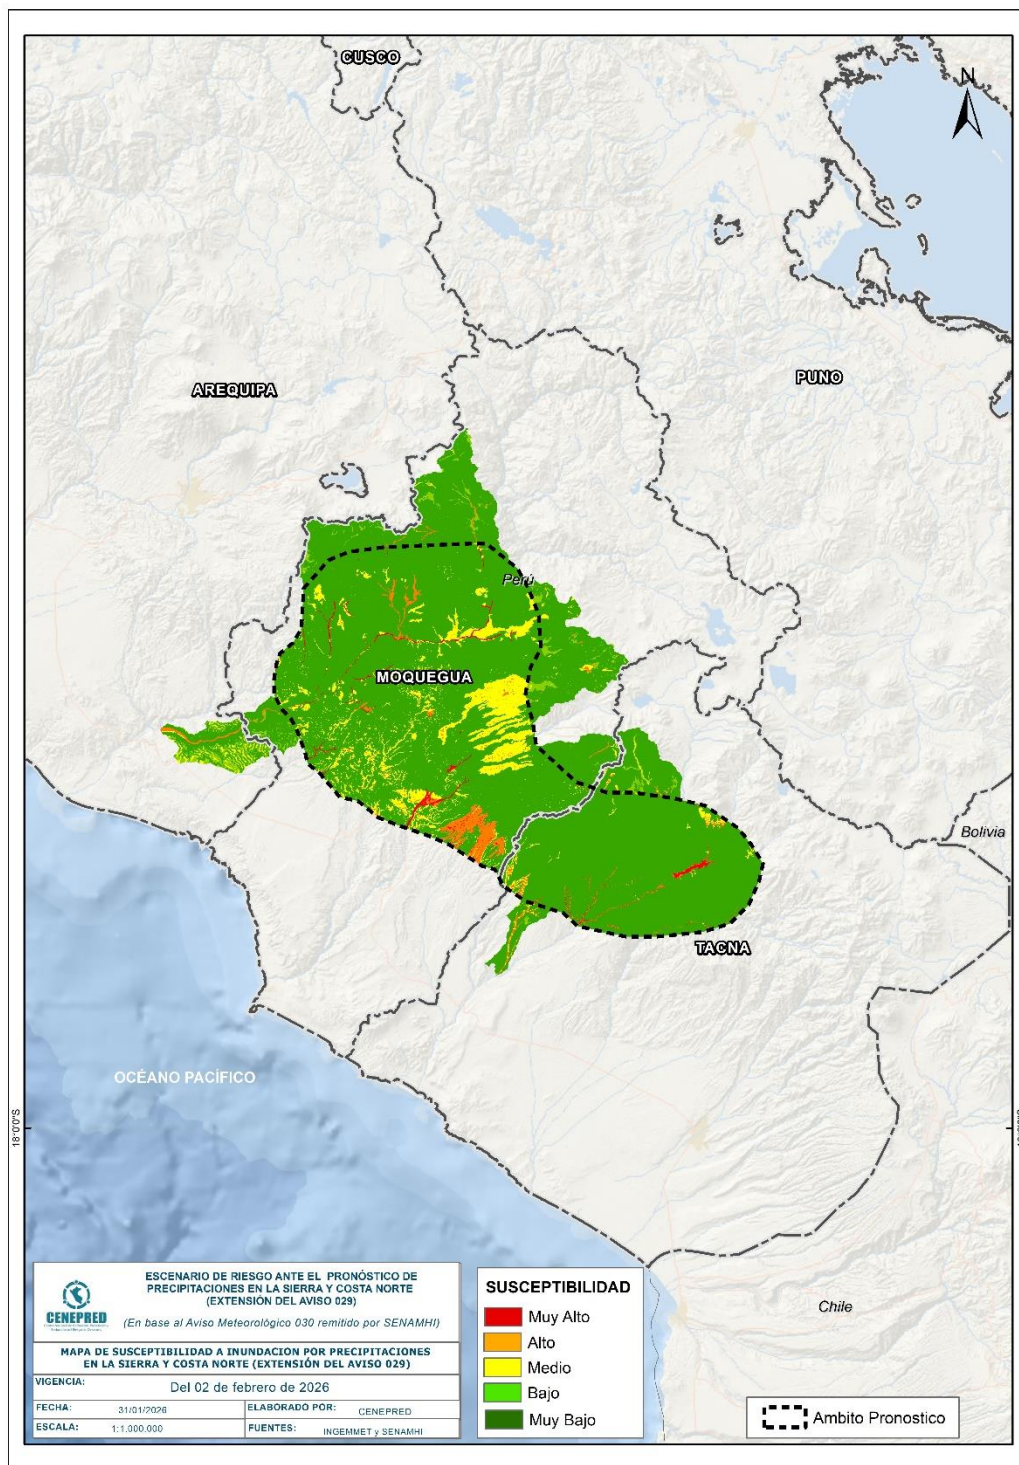 CUSCO
N
AREQUIPA
PUNO
Perú
MOQUEGUA
Bolivia
TACNA
OCÉANO PACÍFICO
18°0'0"S
Chile
CENEPRED
ESCENARIO DE RIESGO ANTE EL PRONÓSTICO DE
PRECIPITACIONES EN LA SIERRA Y COSTA NORTE
(EXTENSIÓN DEL AVISO 029)
(En base al Aviso Meteorológico 030 remitido por SENAMHI)
MAPA DE SUSCEPTIBILIDAD A INUNDACION POR PRECIPITACIONES
EN LA SIERRA Y COSTA NORTE (EXTENSIÓN DEL AVISO 029)
VIGENCIA: Del 02 de febrero de 2026
FECHA: 31/01/2026 ELABORADO POR: CENEPRED
ESCALA: 1:1.000.000 FUENTES: INGEMMET y SENAMHI
SUSCEPTIBILIDAD
Muy Alto
Alto
Medio
Bajo
Muy Bajo
Ambito Pronostico